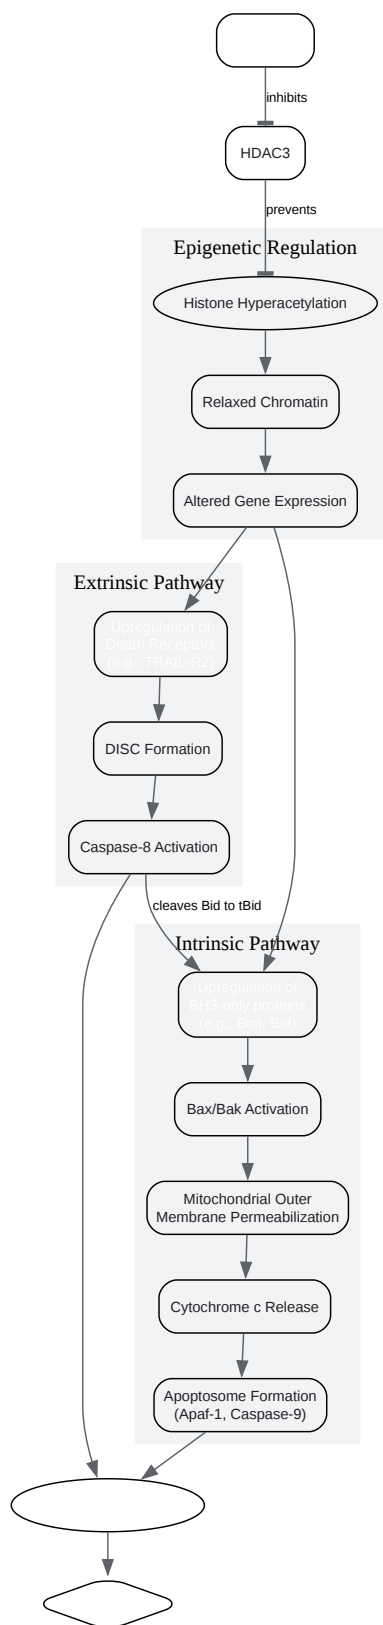 inhibits
HDAC3
prevents
Epigenetic Regulation
Histone Hyperacetylation
Relaxed Chromatin
Altered Gene Expression
Extrinsic Pathway
Upregulation of
Death Receptors
(e.g., TRAIL-R2)
DISC Formation
Caspase-8 Activation
cleaves Bid to tBid
Intrinsic Pathway
Upregulation of
BH3-only proteins
(e.g., Bim, Bid)
Bax/Bak Activation
Mitochondrial Outer
Membrane Permeabilization
Cytochrome c Release
Apoptosome Formation
(Apaf-1, Caspase-9)